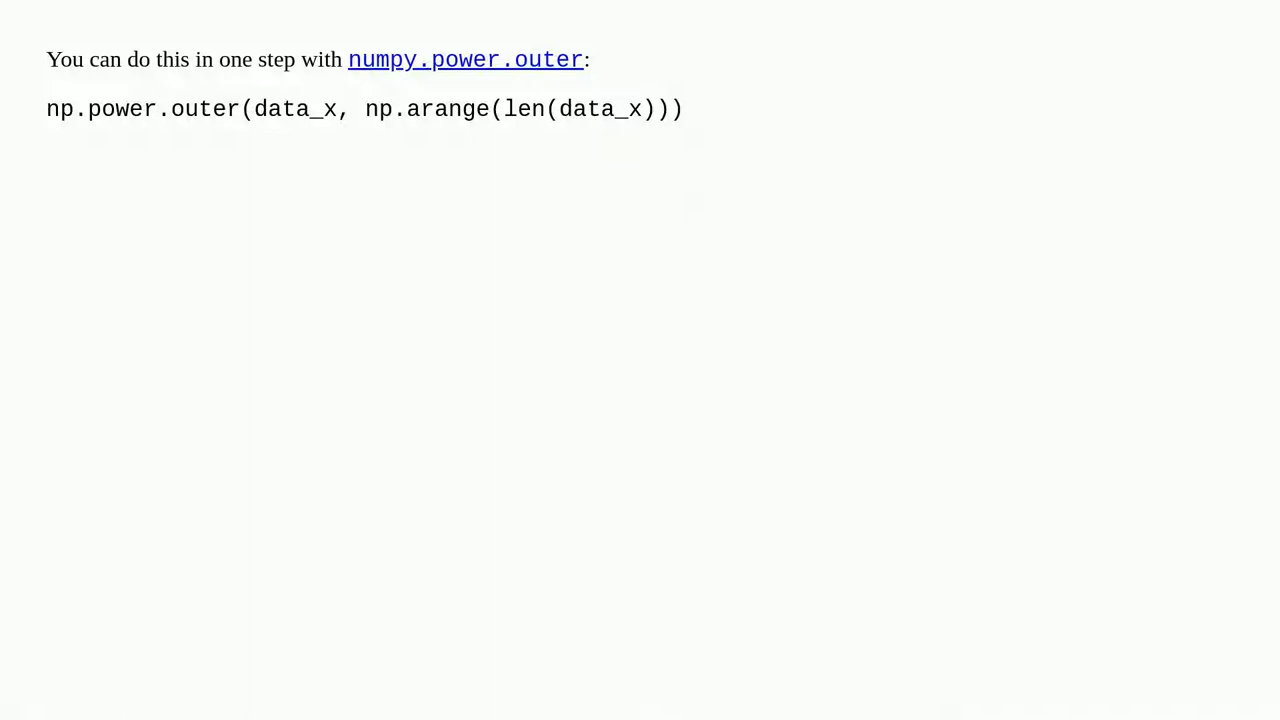 You can do this in one step with numpy.power.outer:
np.power.outer(data_x, np.arange(len(data_x)))